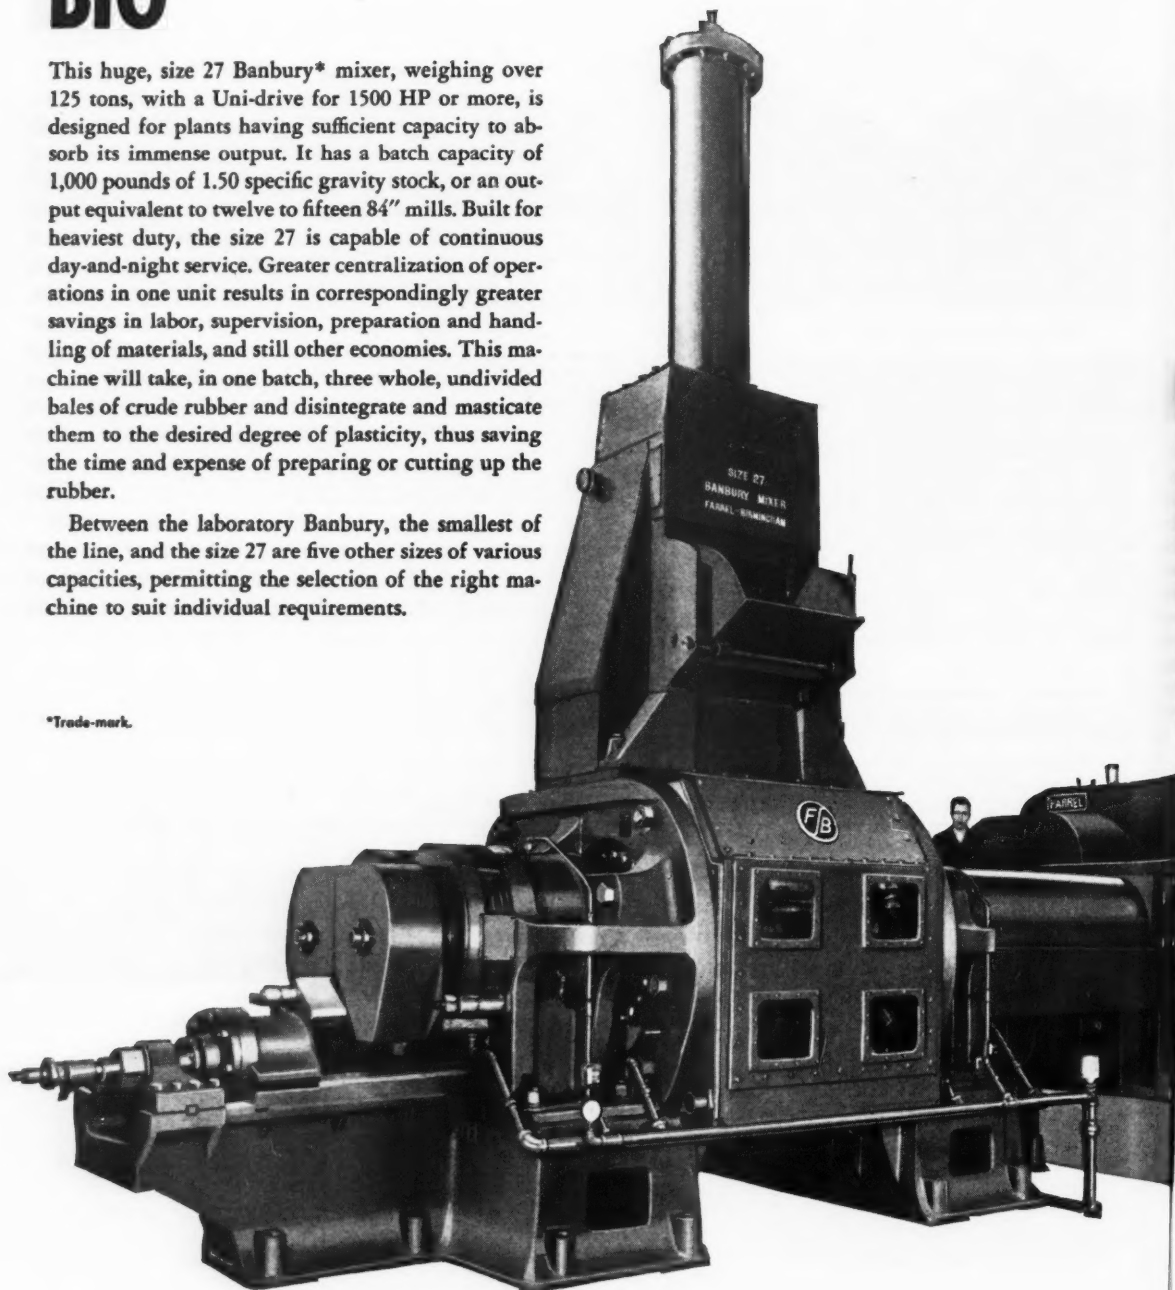 This huge, size 27 Banbury* mixer, weighing over
125 tons, with a Uni-drive for 1500 HP or more, is
designed for plants having sufficient capacity to ab-
sorb its immense output. It has a batch capacity of
1,000 pounds of 1.50 specific gravity stock, or an out-
put equivalent to twelve to fifteen 84" mills. Built for
heaviest duty, the size 27 is capable of continuous
day-and-night service. Greater centralization of oper-
ations in one unit results in correspondingly greater
savings in labor, supervision, preparation and hand-
ling of materials, and still other economies. This ma-
chine will take, in one batch, three whole, undivided
bales of crude rubber and disintegrate and masticate
them to the desired degree of plasticity, thus saving
the time and expense of preparing or cutting up the
rubber.
Between the laboratory Banbury, the smallest of
the line, and the size 27 are five other sizes of various
capacities, permitting the selection of the right ma-
chine to suit individual requirements.
*Trade-mark.
SIZE 27
BANBURY MIXER
FARREL-BIRMINGHAM
FB
FARREL